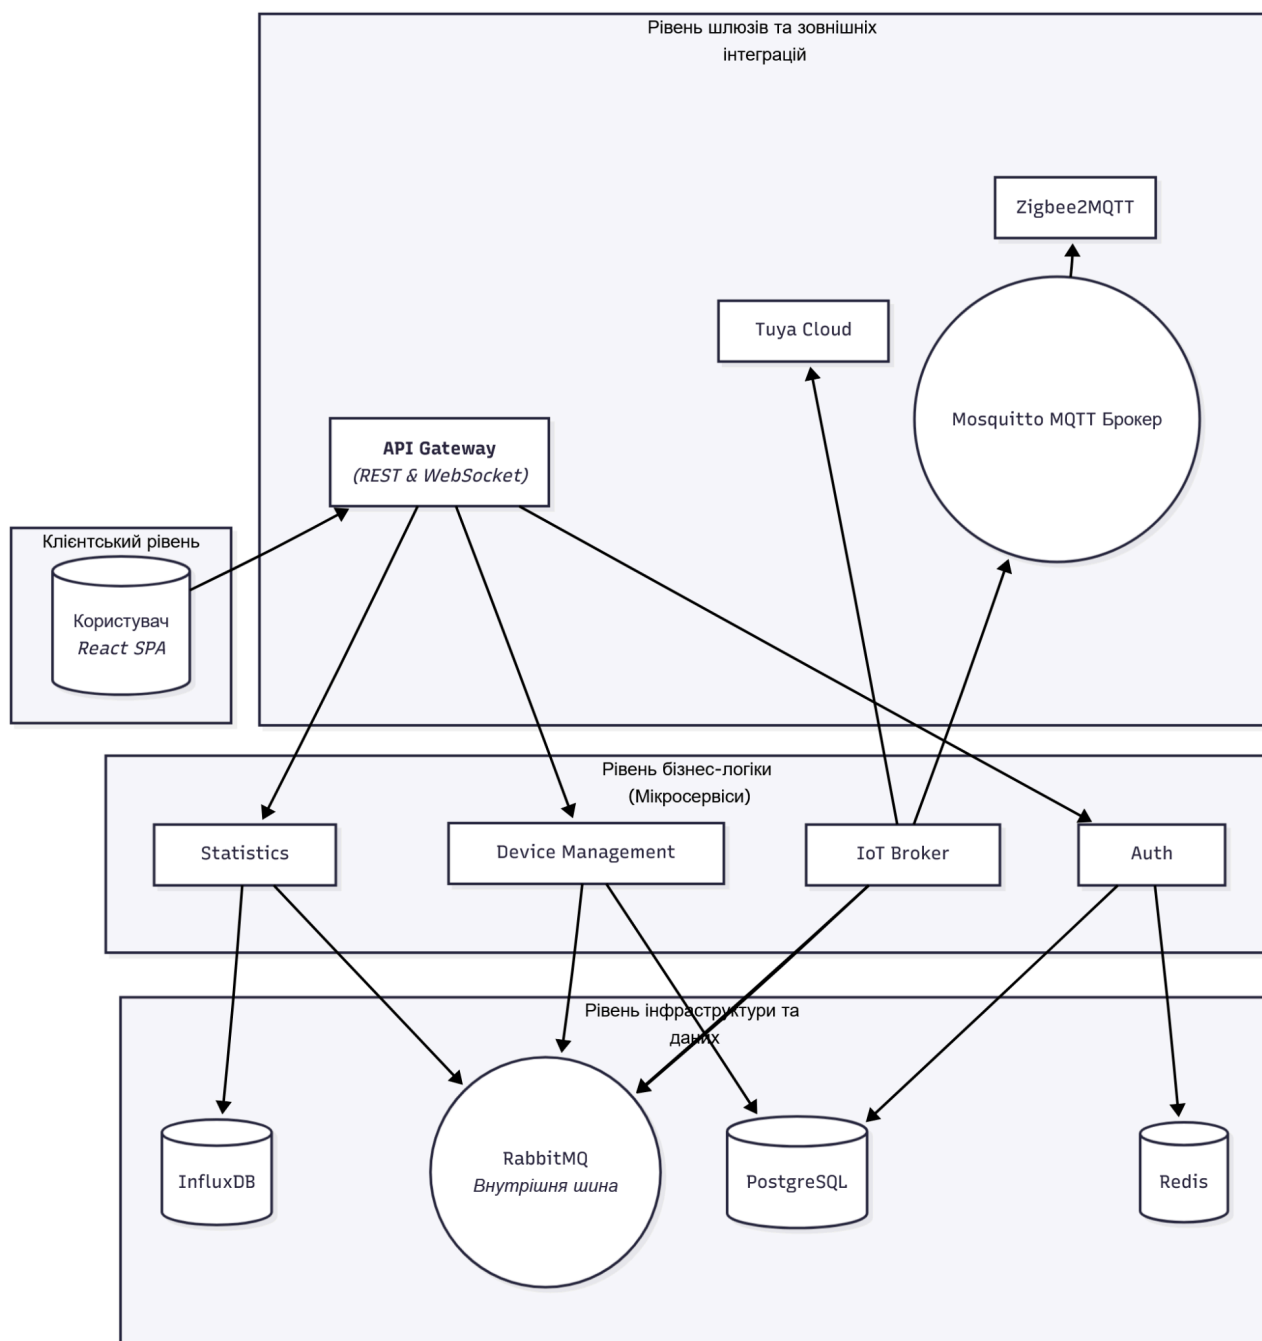 Рівень шлюзів та зовнішніх
інтеграцій
Zigbee2MQTT
Tuya Cloud
Mosquitto MQTT Брокер
API Gateway
(REST & WebSocket)
Клієнтський рівень
Користувач
React SPA
Рівень бізнес-логіки
(Мікросервіси)
Statistics
Device Management
IoT Broker
Auth
Рівень інфраструктури та
даних
InfluxDB
RabbitMQ
Внутрішня шина
PostgreSQL
Redis